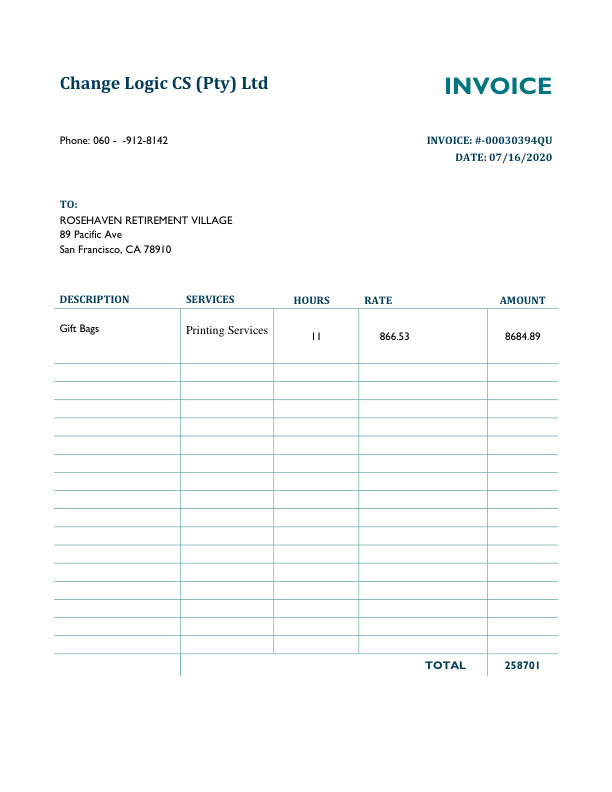 Change Logic CS (Pty) Ltd
INVOICE
Phone: 060 -  -912-8142
INVOICE: #-00030394QU
DATE: 07/16/2020
TO:
ROSEHAVEN RETIREMENT VILLAGE
89 Pacific Ave
San Francisco, CA 78910
DESCRIPTION SERVICES HOURS RATE AMOUNT
Gift Bags Printing Services 11 866.53 8684.89
TOTAL 258701